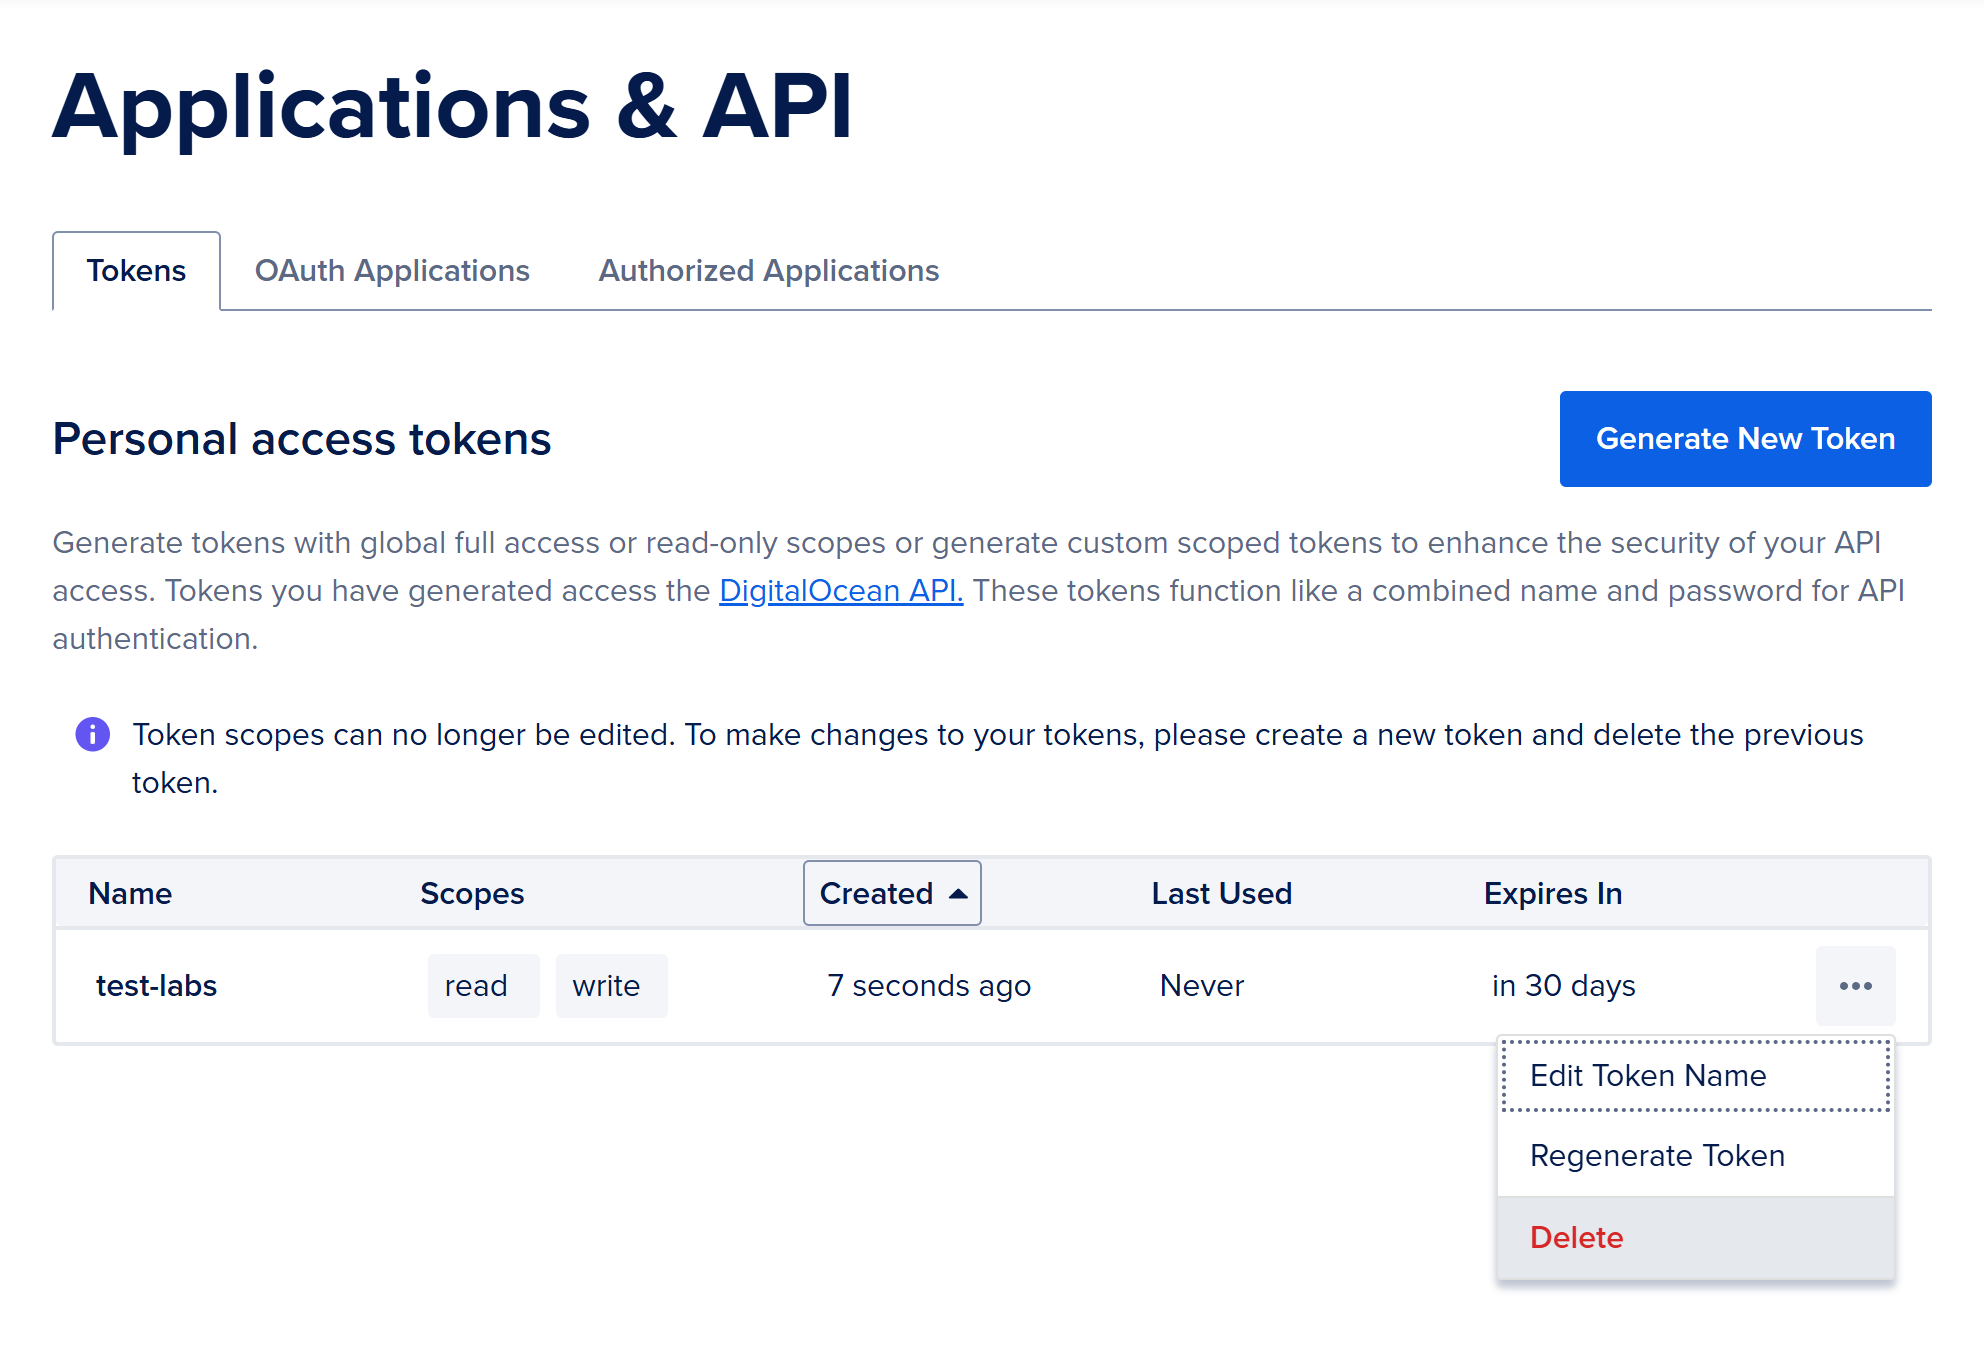 Applications & API
Tokens
OAuth Applications
Authorized Applications
Personal access tokens
Generate New Token
Generate tokens with global full access or read-only scopes or generate custom scoped tokens to enhance the security of your API
access. Tokens you have generated access the DigitalOcean API. These tokens function like a combined name and password for API
authentication.
Token scopes can no longer be edited. To make changes to your tokens, please create a new token and delete the previous
token.
Name Scopes Created Last Used Expires In
test-labs read write 7 seconds ago Never in 30 days
Edit Token Name
Regenerate Token
Delete